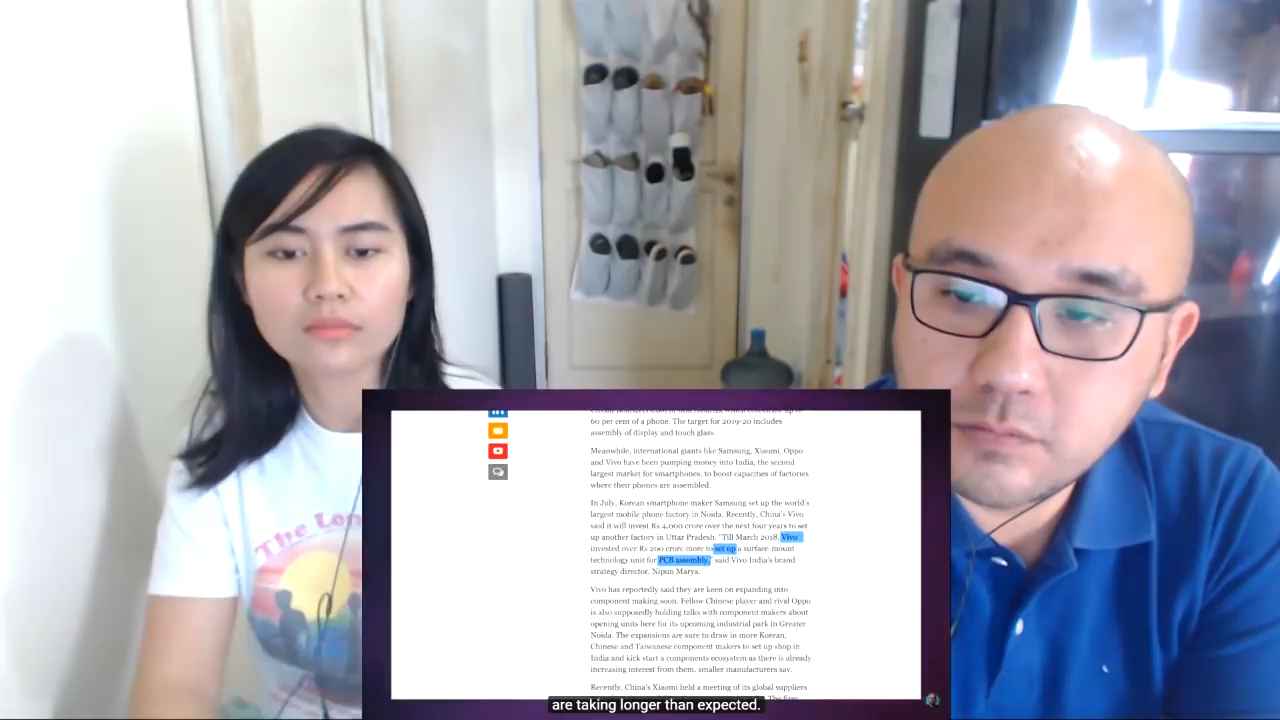 The Lon
60 per cent of a phone. The target for 2019-20 includes
assembly of display and touch glass.
Meanwhile, international giants like Samsung, Xiaomi, Oppo
and Vivo have been pumping money into India, the second
largest market for smartphones, to boost capacities of factories
where their phones are assembled.
In July, Korean smartphone maker Samsung set up the world's
largest mobile phone factory in Noida. Recently, China's Vivo
said it will invest Rs 4,000 crore over the next four years to set
up another factory in Uttar Pradesh. "Till March 2018, Vivo
invested over Rs 200 crore more to set up a surface-mount
technology unit for PCB assembly," said Vivo India's brand
strategy director, Nipun Marya.
Vivo has reportedly said they are keen on expanding into
component making soon. Fellow Chinese player and rival Oppo
is also supposedly holding talks with component makers about
opening units here for its upcoming industrial park in Greater
Noida. The expansions are sure to draw in more Korean,
Chinese and Taiwanese component makers to set up shop in
India and kick start a components ecosystem as there is already
increasing interest from them, smaller manufacturers say.
Recently, China's Xiaomi held a meeting of its global suppliers
The firm
are taking longer than expected.